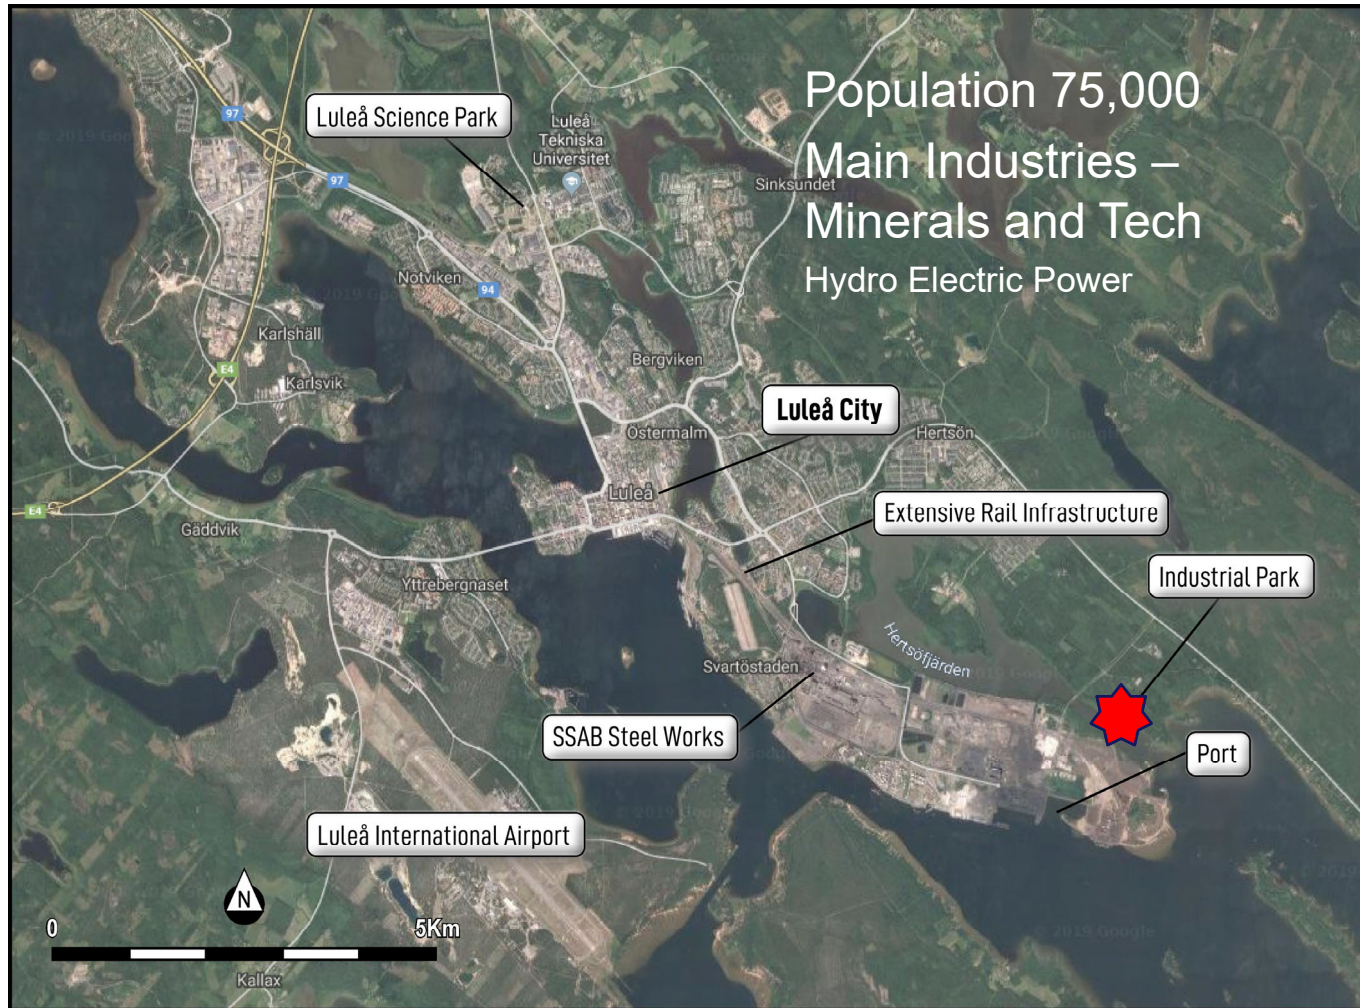 Population 75,000
Main Industries –
Minerals and Tech
Hydro Electric Power
Luleå Science Park
Luleå
Tekniska
Universitet
97
97
94
Sinksundet
Notviken
Karlshäll
Karlsvik
E4
Bergviken
Luleå City
Östermalm
Hertsön
Luleå
E4
Gäddvik
Extensive Rail Infrastructure
Yttrebergnaset
Industrial Park
Hertsöfjärden
Svartöstaden
SSAB Steel Works
Port
Luleå International Airport
N
0
5Km
Kallax
© 2019 Google